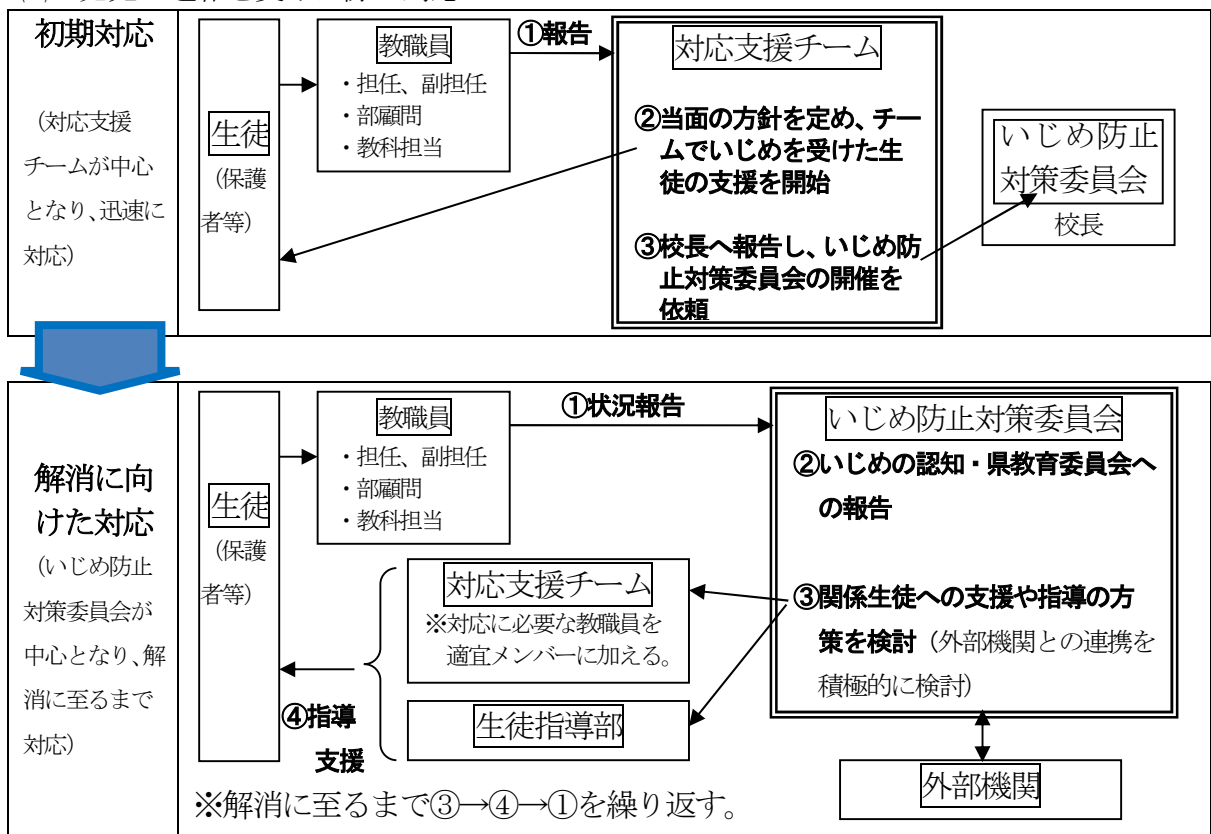 初期対応
（対応支援
チームが中心
となり、迅速に
対応）
生徒
（保護
者等）
教職員
・担任、副担任
・部顧問
・教科担当
①報告
対応支援チーム
②当面の方針を定め、チー
ムでいじめを受けた生
徒の支援を開始
③校長へ報告し、いじめ防
止対策委員会の開催を
依頼
いじめ防止
対策委員会
校長
解消に向
けた対応
（いじめ防止
対策委員会が
中心となり、解
消に至るまで
対応）
生徒
（保護
者等）
教職員
・担任、副担任
・部顧問
・教科担当
①状況報告
いじめ防止対策委員会
②いじめの認知・県教育委員会へ
の報告
③関係生徒への支援や指導の方
策を検討（外部機関との連携を
積極的に検討）
対応支援チーム
※対応に必要な教職員を
適宜メンバーに加える。
生徒指導部
④指導
支援
外部機関
※解消に至るまで③→④→①を繰り返す。